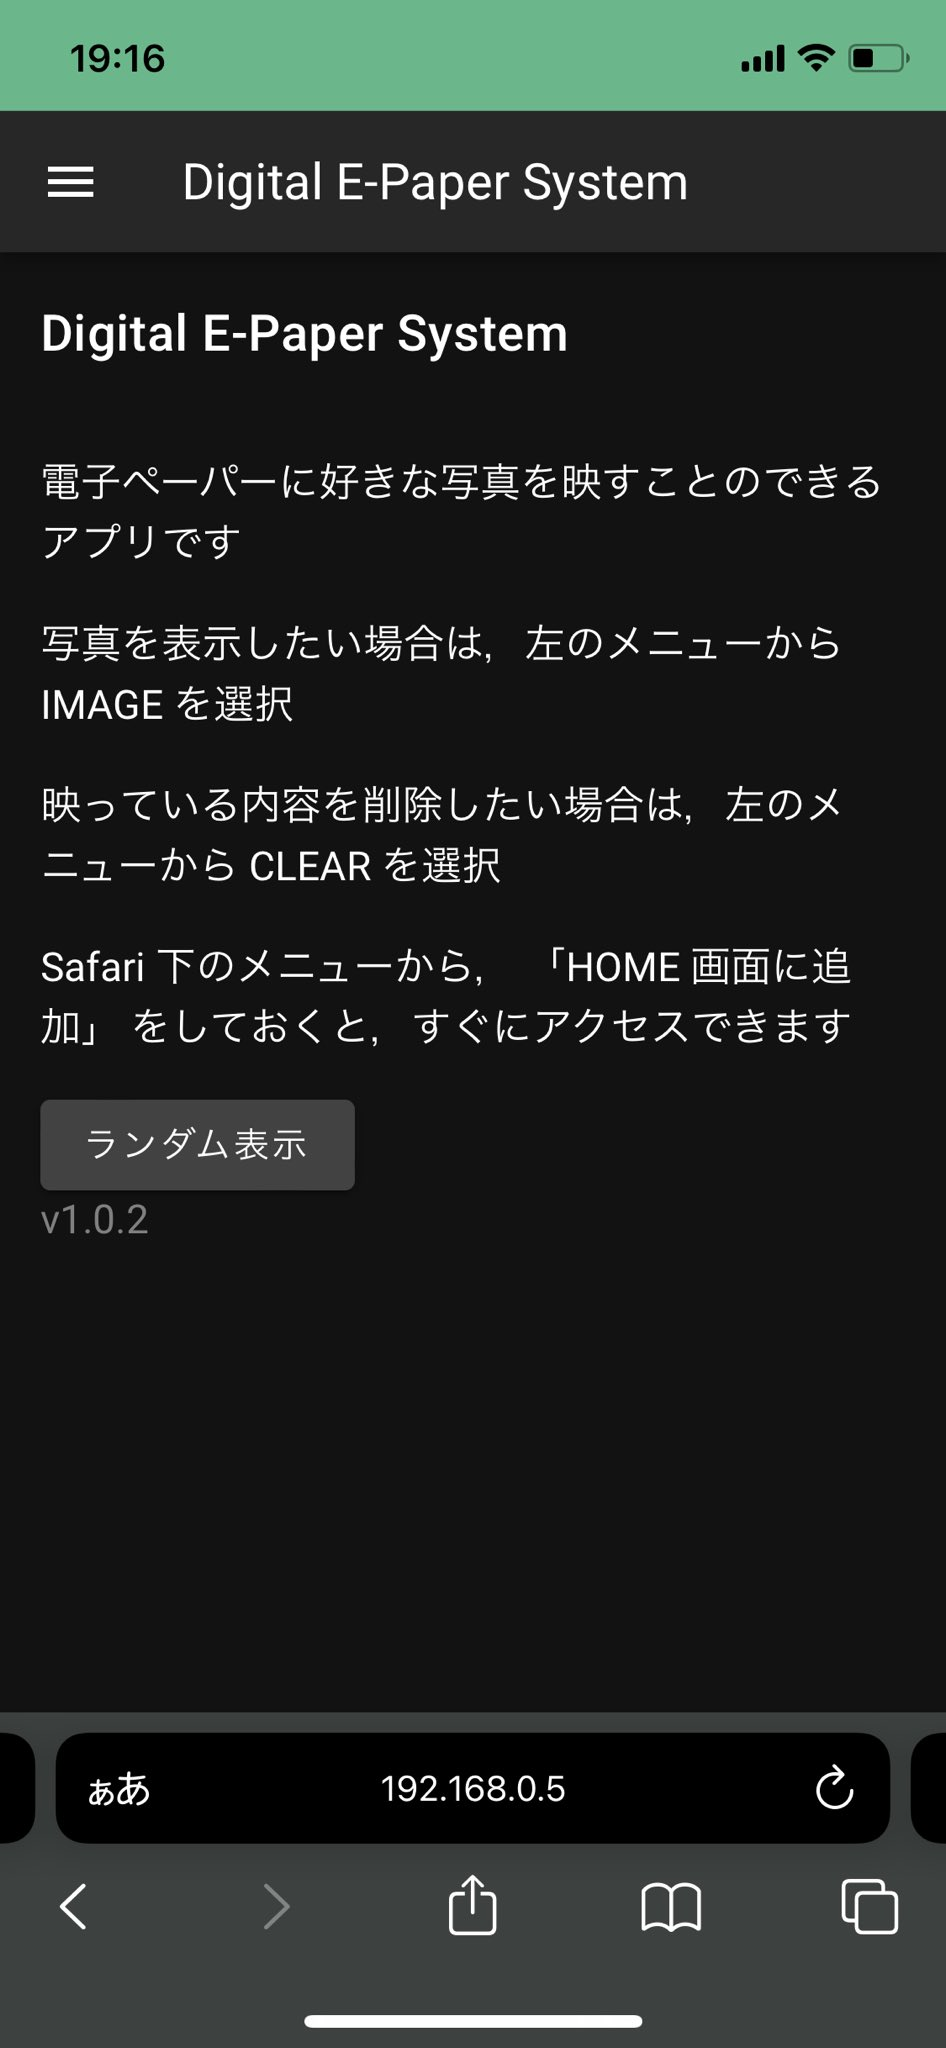 19:16
Digital E-Paper System
Digital E-Paper System
電子ペーパーに好きな写真を映すことのできる
アプリです
写真を表示したい場合は，左のメニューから
IMAGE を選択
映っている内容を削除したい場合は，左のメ
ニューから CLEAR を選択
Safari 下のメニューから， 「HOME 画面に追
加」 をしておくと，すぐにアクセスできます
ランダム表示
v1.0.2
ぁあ
192.168.0.5